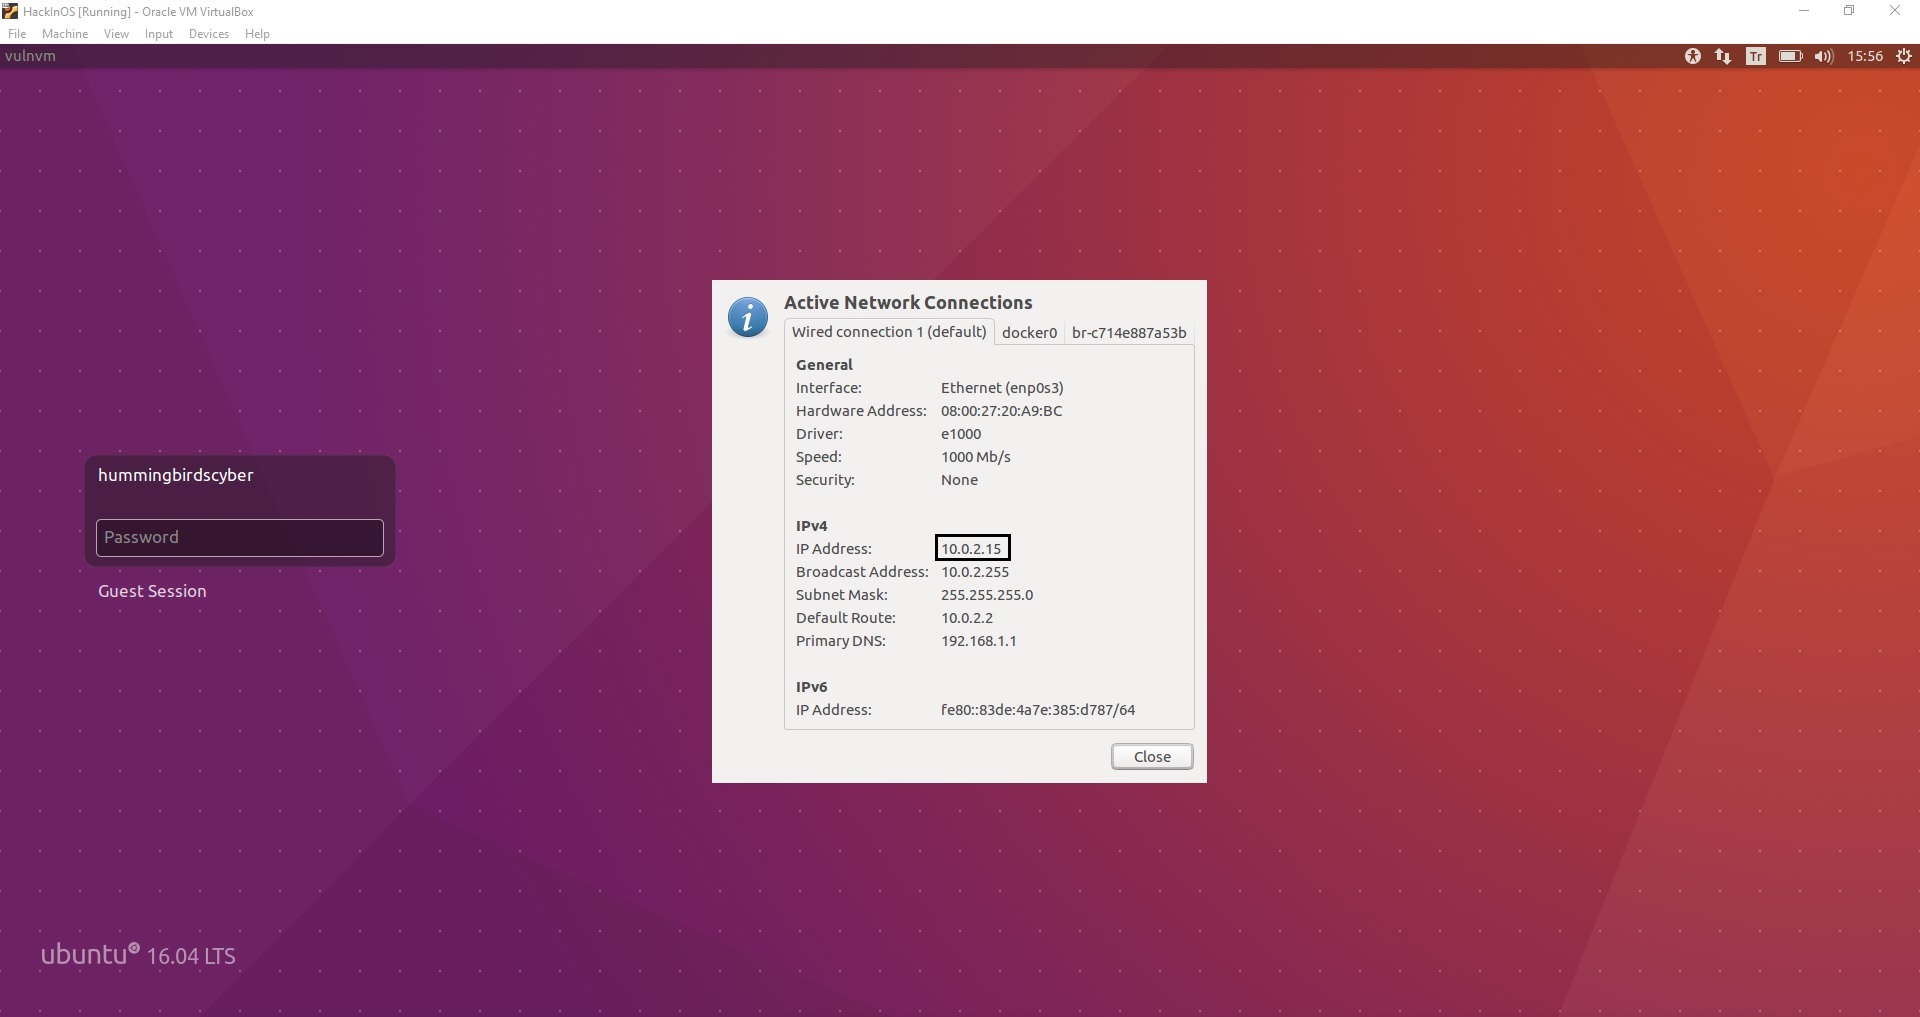 HackInOS [Running] - Oracle VM VirtualBox
File Machine View Input Devices Help
vulnvm Tr 15:56
Active Network Connections
Wired connection 1 (default) docker0 br-c714e887a53b
General
Interface: Ethernet (enp0s3)
Hardware Address: 08:00:27:20:A9:BC
Driver: e1000
Speed: 1000 Mb/s
Security: None
IPv4
IP Address: 10.0.2.15
Broadcast Address: 10.0.2.255
Subnet Mask: 255.255.255.0
Default Route: 10.0.2.2
Primary DNS: 192.168.1.1
IPv6
IP Address: fe80::83de:4a7e:385:d787/64
Close
hummingbirdscyber
Password
Guest Session
ubuntu 16.04 LTS